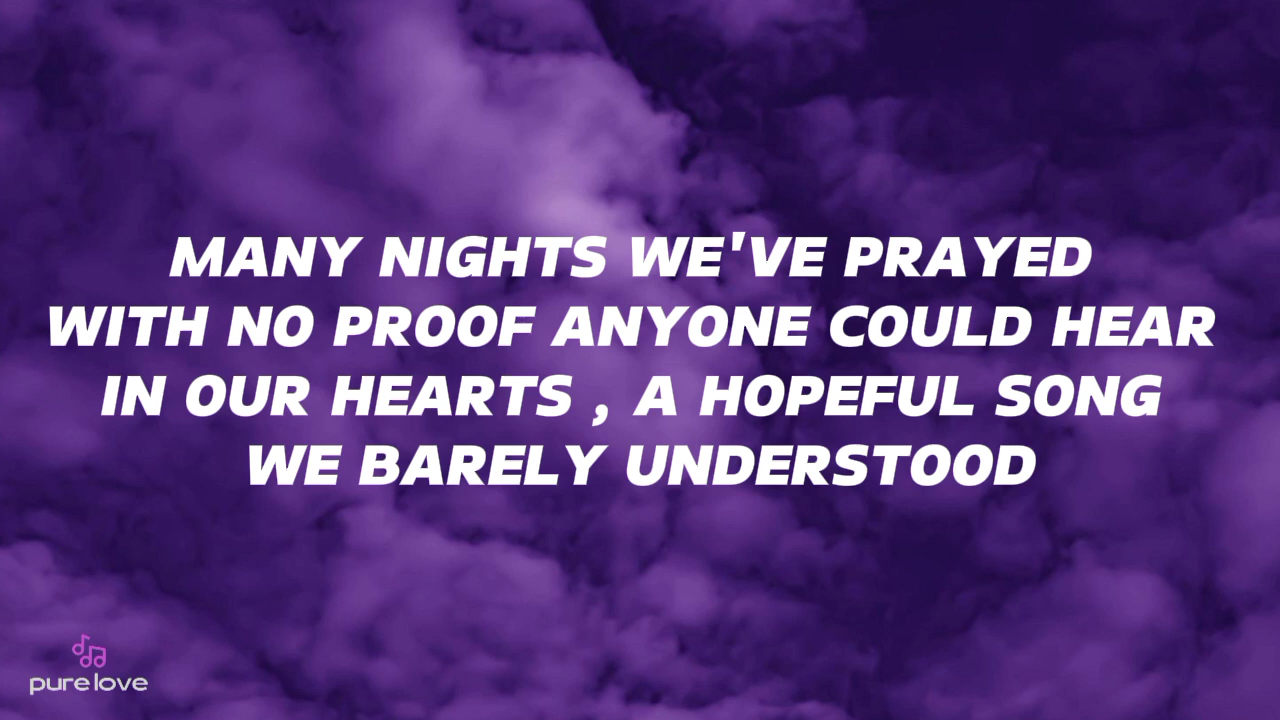 MANY NIGHTS WE'VE PRAYED
WITH NO PROOF ANYONE COULD HEAR
IN OUR HEARTS , A HOPEFUL SONG
WE BARELY UNDERSTOOD
pure love